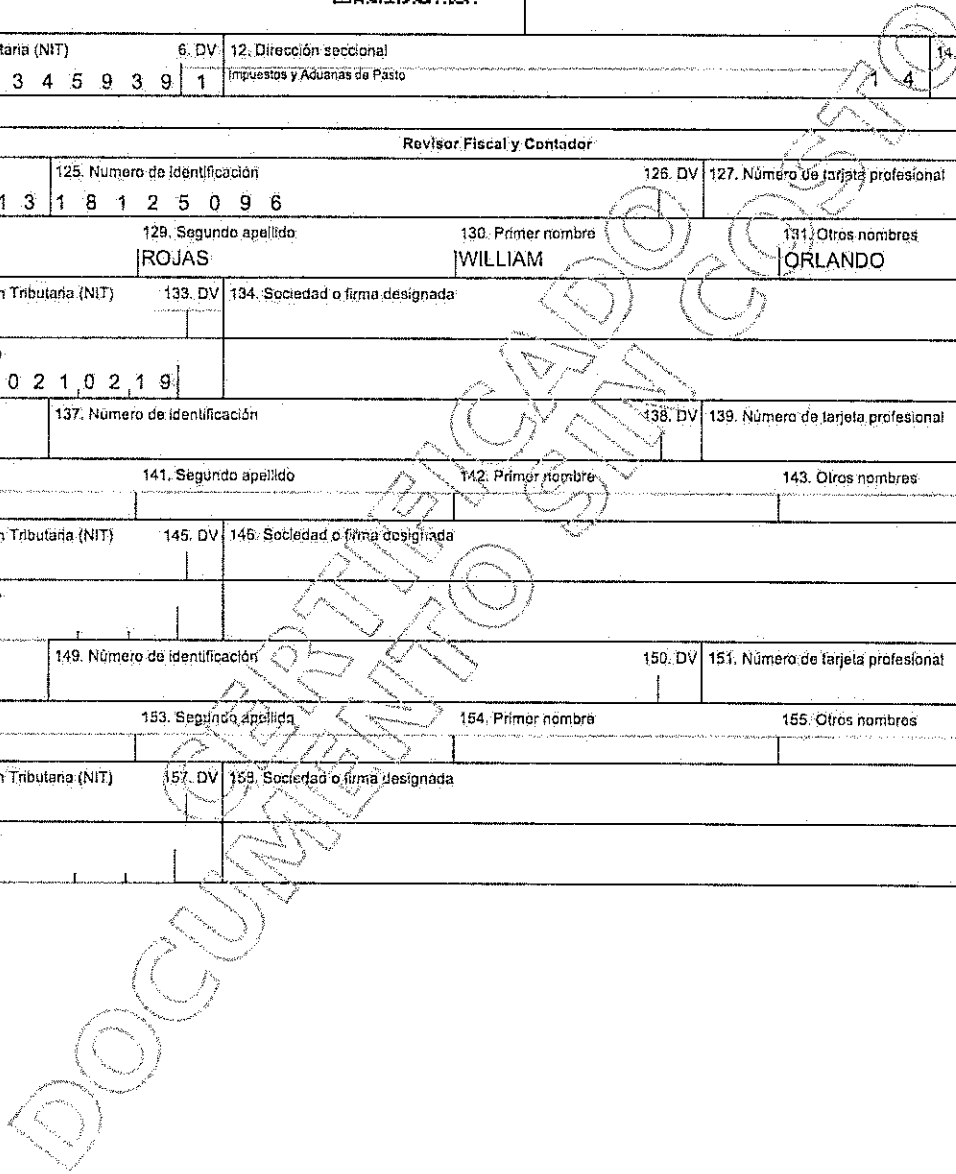 taria (NIT) 6. DV 12. Dirección seccional 14.
3 4 5 9 3 9 1 Impuestos y Aduanas de Pasto 1 4
Revisor Fiscal y Contador
125. Numero de identificación 126. DV 127. Número de tarjeta profesional
1 3 1 8 1 2 5 0 9 6
129. Segundo apellido 130. Primer nombre 131. Otros nombres
ROJAS WILLIAM ORLANDO
n Tributaria (NIT) 133. DV 134. Sociedad o firma designada
0 2 1 0 2 1 9
137. Número de identificación 138. DV 139. Número de tarjeta profesional
141. Segundo apellido 142. Primer nombre 143. Otros nombres
n Tributaria (NIT) 145. DV 146. Sociedad o firma designada
149. Número de identificación 150. DV 151. Número de tarjeta profesional
153. Segundo apellido 154. Primer nombre 155. Otros nombres
n Tributaria (NIT) 157. DV 158. Sociedad o firma designada
CERTIFICADO
DOCUMENTO SIN COSTO